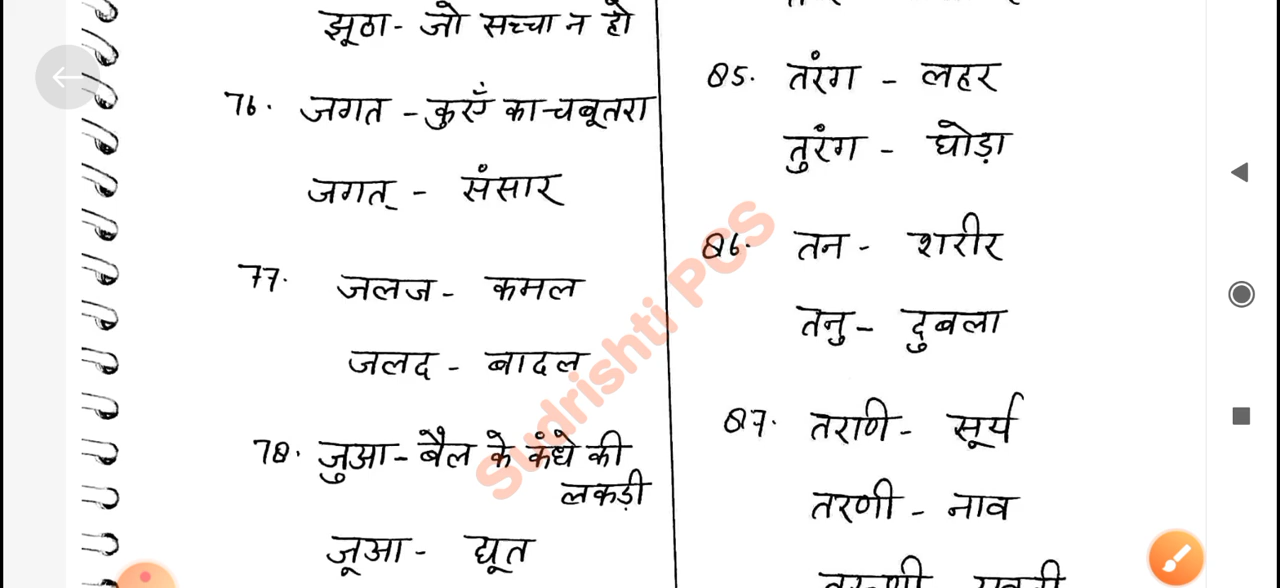 झूठा - जो सच्चा न हो
76. जगत - कुएँ का चबूतरा
जगत् - संसार
77. जलज - कमल
जलद - बादल
78. जुआ - बैल के कंधे की
लकड़ी
जूआ - द्यूत
85. तरंग - लहर
तुरंग - घोड़ा
86. तन - शरीर
तनु - दुबला
87. तरणि - सूर्य
तरणी - नाव
Sudrishti PCS